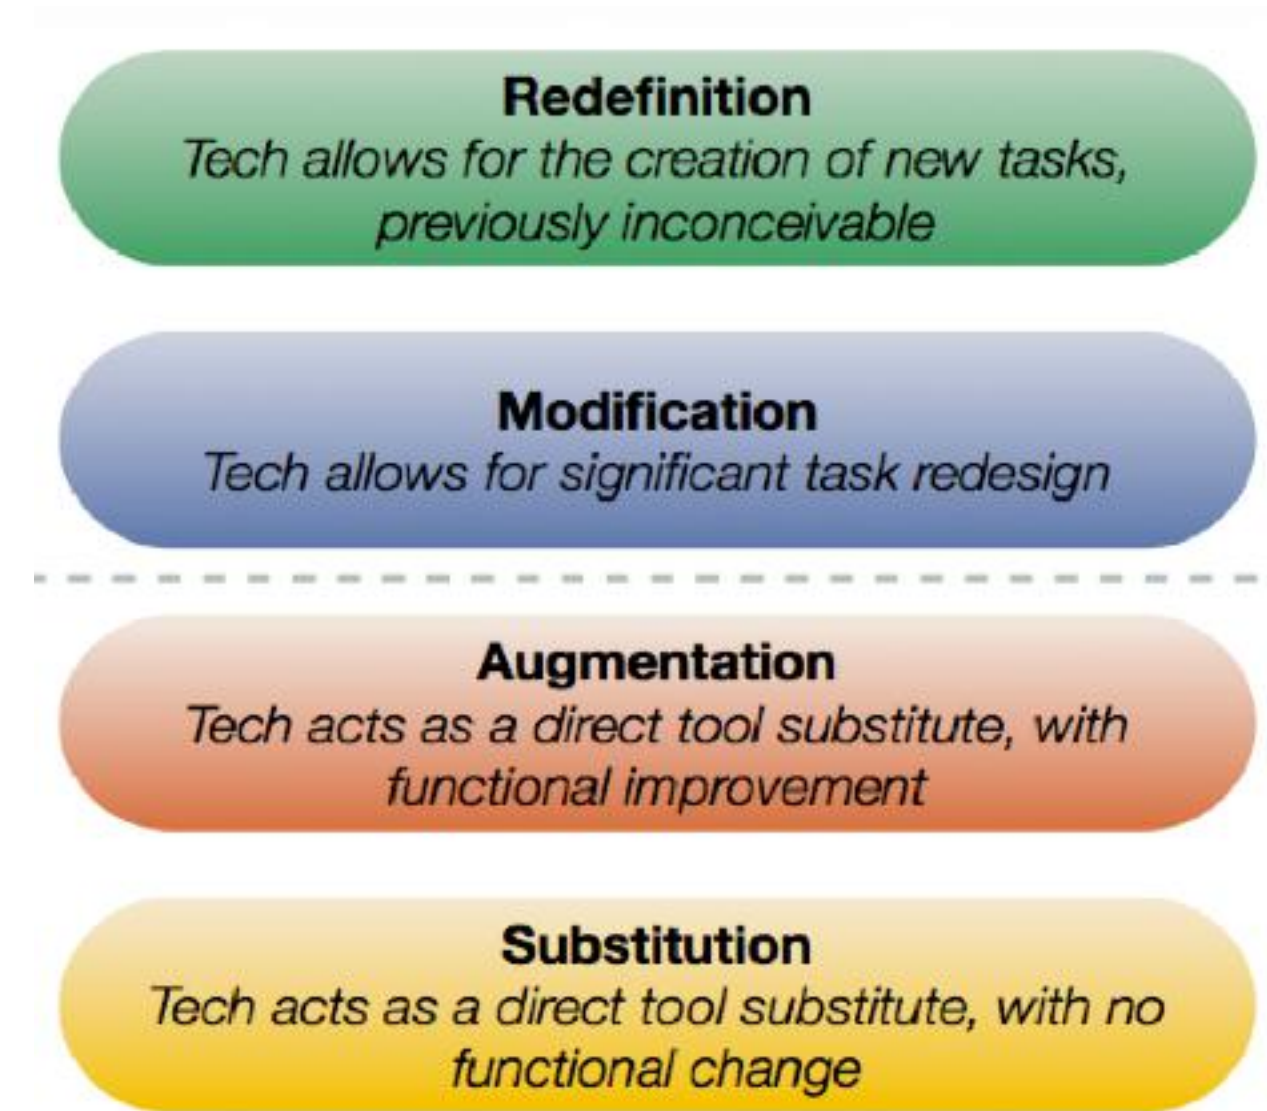 Redefinition
Tech allows for the creation of new tasks,
previously inconceivable
Modification
Tech allows for significant task redesign
Augmentation
Tech acts as a direct tool substitute, with
functional improvement
Substitution
Tech acts as a direct tool substitute, with no
functional change